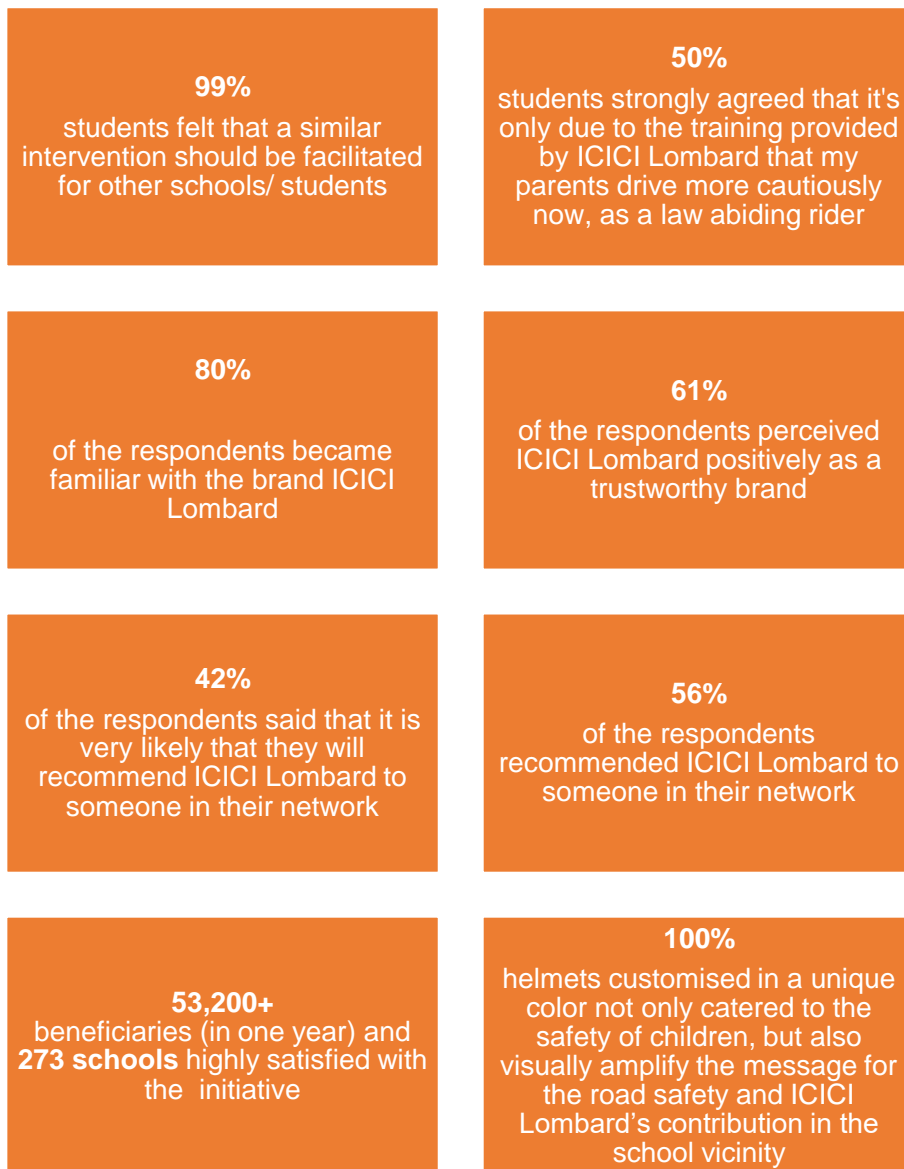 99%
students felt that a similar
intervention should be facilitated
for other schools/ students
50%
students strongly agreed that it's
only due to the training provided
by ICICI Lombard that my
parents drive more cautiously
now, as a law abiding rider
80%
of the respondents became
familiar with the brand ICICI
Lombard
61%
of the respondents perceived
ICICI Lombard positively as a
trustworthy brand
42%
of the respondents said that it is
very likely that they will
recommend ICICI Lombard to
someone in their network
56%
of the respondents
recommended ICICI Lombard to
someone in their network
53,200+
beneficiaries (in one year) and
273 schools highly satisfied with
the initiative
100%
helmets customised in a unique
color not only catered to the
safety of children, but also
visually amplify the message for
the road safety and ICICI
Lombard’s contribution in the
school vicinity